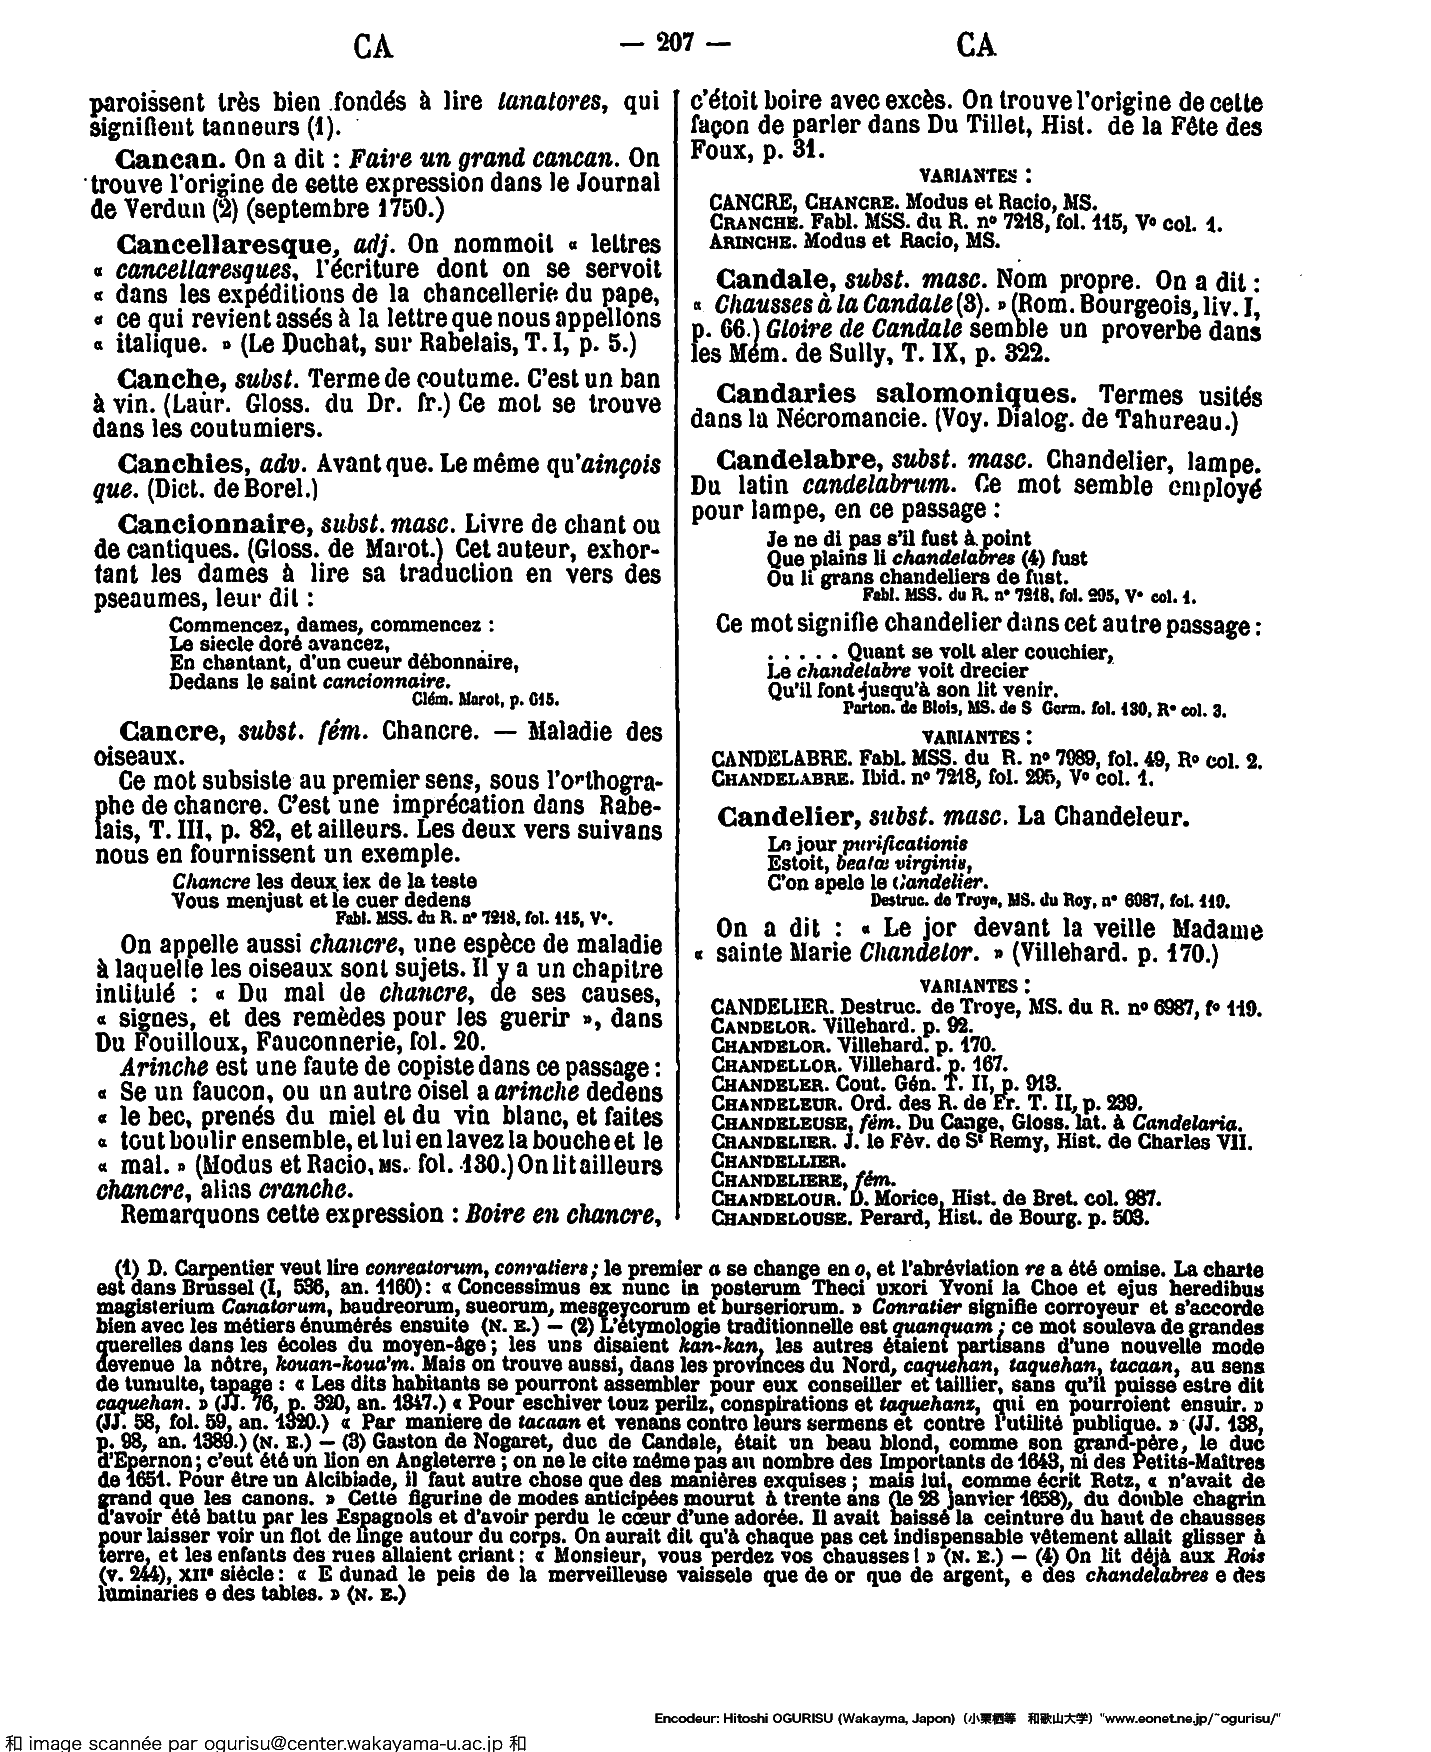 CA — 207 — CA
paroissent très bien fondés à lire tanatores, qui
signifient tanneurs (1).
Cancan. On a dit : Faire un grand cancan. On
trouve l'origine de cette expression dans le Journal
de Verdun (2) (septembre 1750.)
Cancellaresque, adj. On nommoit « lettres
« cancellaresques, l'écriture dont on se servoit
« dans les expéditions de la chancellerie du pape,
« ce qui revient assés à la lettre que nous appellons
« italique. » (Le Duchat, sur Rabelais, T. I, p. 5.)
Canche, subst. Terme de coutume. C'est un ban
à vin. (Laur. Gloss. du Dr. fr.) Ce mot se trouve
dans les coutumiers.
Canchies, adv. Avant que. Le même qu'ainçois
que. (Dict. de Borel.)
Cancionnaire, subst. masc. Livre de chant ou
de cantiques. (Gloss. de Marot.) Cet auteur, exhor-
tant les dames à lire sa traduction en vers des
pseaumes, leur dit :
Commencez, dames, commencez :
Le siecle doré avancez,
En chantant, d'un cueur débonnaire,
Dedans le saint cancionnaire.
Clém. Marot, p. 615.
Cancre, subst. fém. Chancre. — Maladie des
oiseaux.
Ce mot subsiste au premier sens, sous l'orthogra-
phe de chancre. C'est une imprécation dans Rabe-
lais, T. III, p. 82, et ailleurs. Les deux vers suivans
nous en fournissent un exemple.
Chancre les deux iex de la teste
Vous menjust et le cuer dedens
Fabl. MSS. du R. nº 7218, fol. 115, Vº.
On appelle aussi chancre, une espèce de maladie
à laquelle les oiseaux sont sujets. Il y a un chapitre
intitulé : « Du mal de chancre, de ses causes,
« signes, et des remèdes pour les guerir », dans
Du Fouilloux, Fauconnerie, fol. 20.
Arinche est une faute de copiste dans ce passage :
« Se un faucon, ou un autre oisel a arinche dedens
« le bec, prenés du miel et du vin blanc, et faites
« tout boulir ensemble, et lui en lavez la bouche et le
« mal. » (Modus et Racio, MS. fol. 130.) On lit ailleurs
chancre, alias cranche.
Remarquons cette expression : Boire en chancre,
c'étoit boire avec excès. On trouve l'origine de cette
façon de parler dans Du Tillet, Hist. de la Fête des
Foux, p. 31.
VARIANTES :
CANCRE, CHANCRE. Modus et Racio, MS.
CRANCHE. Fabl. MSS. du R. nº 7218, fol. 115, Vº col. 1.
ARINCHE. Modus et Racio, MS.
Candale, subst. masc. Nom propre. On a dit :
« Chausses à la Candale (3). » (Rom. Bourgeois, liv. I,
p. 66.) Gloire de Candale semble un proverbe dans
les Mém. de Sully, T. IX, p. 322.
Candaries salomoniques. Termes usités
dans la Nécromancie. (Voy. Dialog. de Tahureau.)
Candelabre, subst. masc. Chandelier, lampe.
Du latin candelabrum. Ce mot semble employé
pour lampe, en ce passage :
Je ne di pas s'il fust à point
Que plains li chandelabres (4) fust
Ou li grans chandeliers de fust.
Fabl. MSS. du R. nº 7218, fol. 295, Vº col. 1.
Ce mot signifie chandelier dans cet autre passage :
. . . . . Quant se volt aler couchier,
Le chandelabre voit drecier
Qu'il font jusqu'à son lit venir.
Parton. de Blois, MS. de S Germ. fol. 130, Rº col. 3.
VARIANTES :
CANDELABRE. Fabl. MSS. du R. nº 7989, fol. 49, Rº col. 2.
CHANDELABRE. Ibid. nº 7218, fol. 295, Vº col. 1.
Candelier, subst. masc. La Chandeleur.
Le jour purificationis
Estoit, beatæ virginis,
C'on apele le Candelier.
Destruc. de Troye, MS. du Roy, nº 6987, fol. 119.
On a dit : « Le jor devant la veille Madame
« sainte Marie Chandelor. » (Villehard. p. 170.)
VARIANTES :
CANDELIER. Destruc. de Troye, MS. du R. nº 6987, fº 119.
CANDELOR. Villehard. p. 92.
CHANDELOR. Villehard. p. 170.
CHANDELLOR. Villehard. p. 167.
CHANDELER. Cout. Gén. T. II, p. 913.
CHANDELEUR. Ord. des R. de Fr. T. II, p. 239.
CHANDELEUSE, fém. Du Cange, Gloss. lat. à Candelaria.
CHANDELIER. J. le Fèv. de St Remy, Hist. de Charles VII.
CHANDELLIER.
CHANDELIERE, fém.
CHANDELOUR. D. Morice, Hist. de Bret. col. 987.
CHANDELOUSE. Perard, Hist. de Bourg. p. 503.
(1) D. Carpentier veut lire conreatorum, conratiers ; le premier a se change en o, et l'abréviation re a été omise. La charte
est dans Brussel (I, 536, an. 1160) : « Concessimus ex nunc in posterum Theci uxori Yvoni la Choe et ejus heredibus
magisterium Canatorum, baudreorum, sueorum, mesgeycorum et burseriorum. » Conratier signifie corroyeur et s'accorde
bien avec les métiers énumérés ensuite (N. E.) — (2) L'étymologie traditionnelle est quanquam ; ce mot souleva de grandes
querelles dans les écoles du moyen-âge ; les uns disaient kan-kan, les autres étaient partisans d'une nouvelle mode
devenue la nôtre, kouan-koua'm. Mais on trouve aussi, dans les provinces du Nord, caquehan, taquehan, tacaan, au sens
de tumulte, tapage : « Les dits habitants se pourront assembler pour eux conseiller et taillier, sans qu'il puisse estre dit
caquehan. » (JJ. 76, p. 320, an. 1347.) « Pour eschiver touz perilz, conspirations et taquehanz, qui en pourroient ensuir. »
(JJ. 58, fol. 59, an. 1320.) « Par maniere de tacaan et venans contro leurs sermens et contre l'utilité publique. » (JJ. 138,
p. 98, an. 1389.) (N. E.) — (3) Gaston de Nogaret, duc de Candale, était un beau blond, comme son grand-père, le duc
d'Epernon ; c'eut été un lion en Angleterre ; on ne le cite même pas au nombre des Importants de 1643, ni des Petits-Maîtres
de 1651. Pour être un Alcibiade, il faut autre chose que des manières exquises ; mais lui, comme écrit Retz, « n'avait de
grand que les canons. » Cette figurine de modes anticipées mourut à trente ans (le 28 janvier 1658), du double chagrin
d'avoir été battu par les Espagnols et d'avoir perdu le cœur d'une adorée. Il avait baissé la ceinture du haut de chausses
pour laisser voir un flot de linge autour du corps. On aurait dit qu'à chaque pas cet indispensable vêtement allait glisser à
terre, et les enfants des rues allaient criant : « Monsieur, vous perdez vos chausses ! » (N. E.) — (4) On lit déjà aux Rois
(v. 244), XIIe siécle : « E dunad le peis de la merveilleuse vaissele que de or que de argent, e des chandelabres e des
luminaries e des tables. » (N. E.)
Encodeur: Hitoshi OGURISU (Wakayma, Japon) (小栗栖等 和歌山大学) "www.eonet.ne.jp/~ogurisu/"
和 image scannée par ogurisu@center.wakayama-u.ac.jp 和